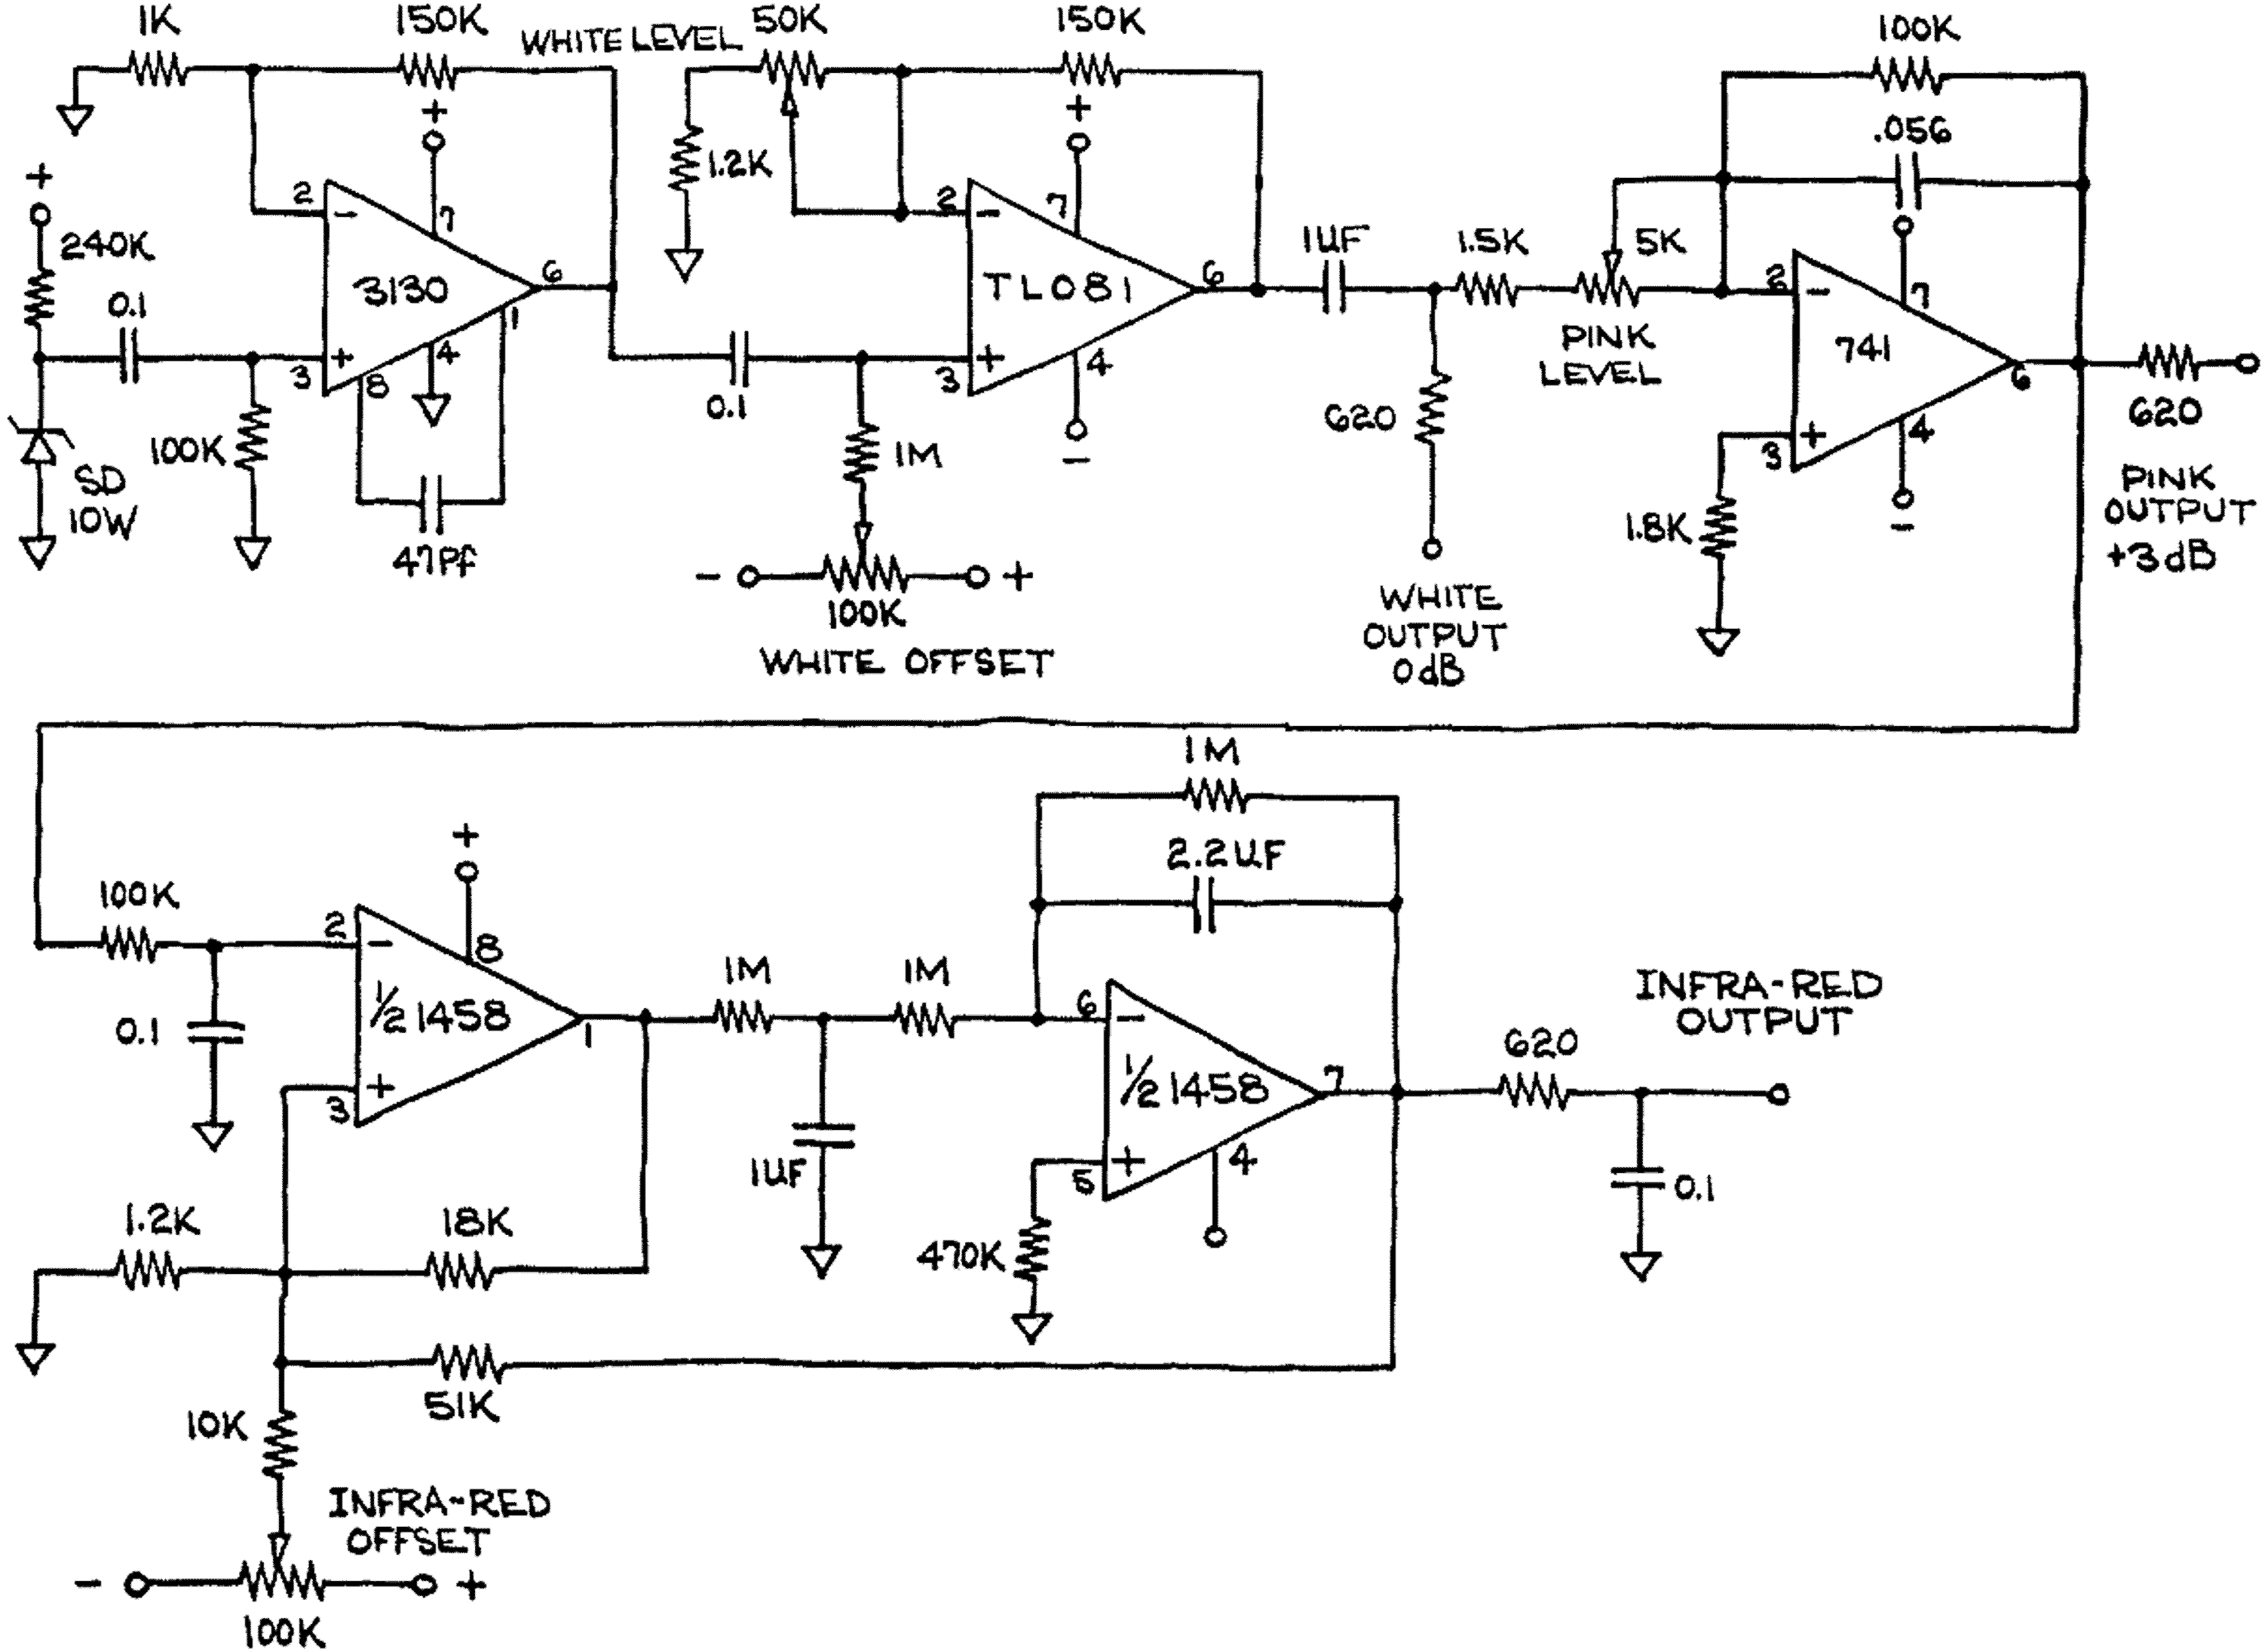 1K
150K
WHITE LEVEL
50K
150K
100K
+
+
.056
+
1.2K
2
-
7
2
-
7
240K
1UF
1.5K
5K
3130
6
TL081
6
2
-
7
0.1
1
PINK
LEVEL
741
+
3
4
8
0.1
+
3
4
620
6
620
100K
1M
-
+
3
4
SD
10W
PINK
OUTPUT
+3dB
1.8K
-
47Pf
-
+
100K
WHITE OFFSET
WHITE
OUTPUT
0dB
1M
+
2.2UF
100K
2
-
8
1M
1M
INFRA-RED
OUTPUT
0.1
1/2 1458
1
6
-
620
1/2 1458
7
+
3
1UF
+
5
4
0.1
1.2K
18K
470K
51K
10K
INFRA-RED
OFFSET
-
+
100K